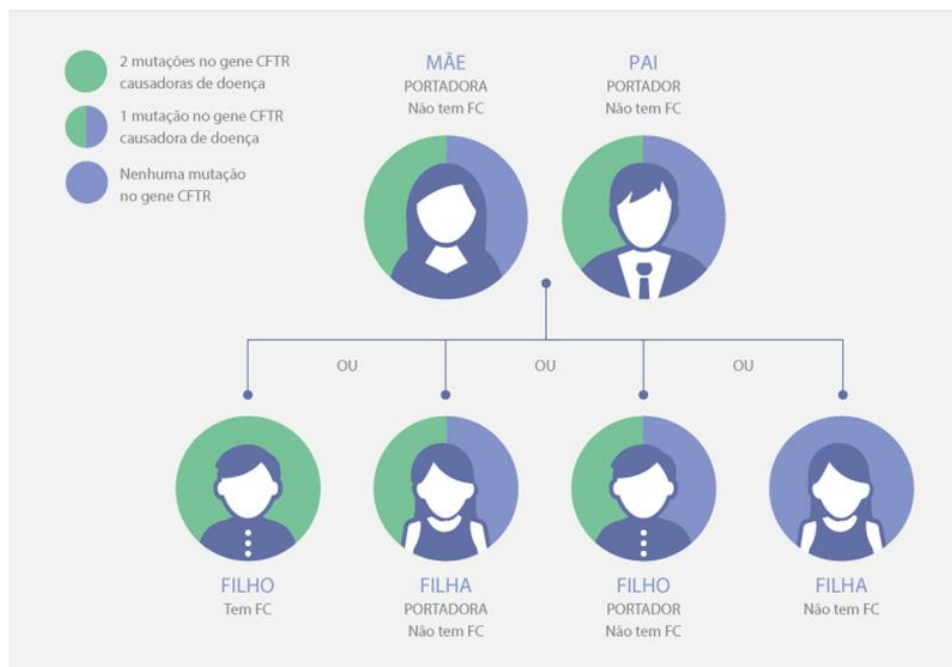 2 mutações no gene CFTR
causadoras de doença
1 mutação no gene CFTR
causadora de doença
Nenhuma mutação
no gene CFTR
MÃE
PORTADORA
Não tem FC
PAI
PORTADOR
Não tem FC
OU
OU
OU
FILHO
Tem FC
FILHA
PORTADORA
Não tem FC
FILHO
PORTADOR
Não tem FC
FILHA
Não tem FC